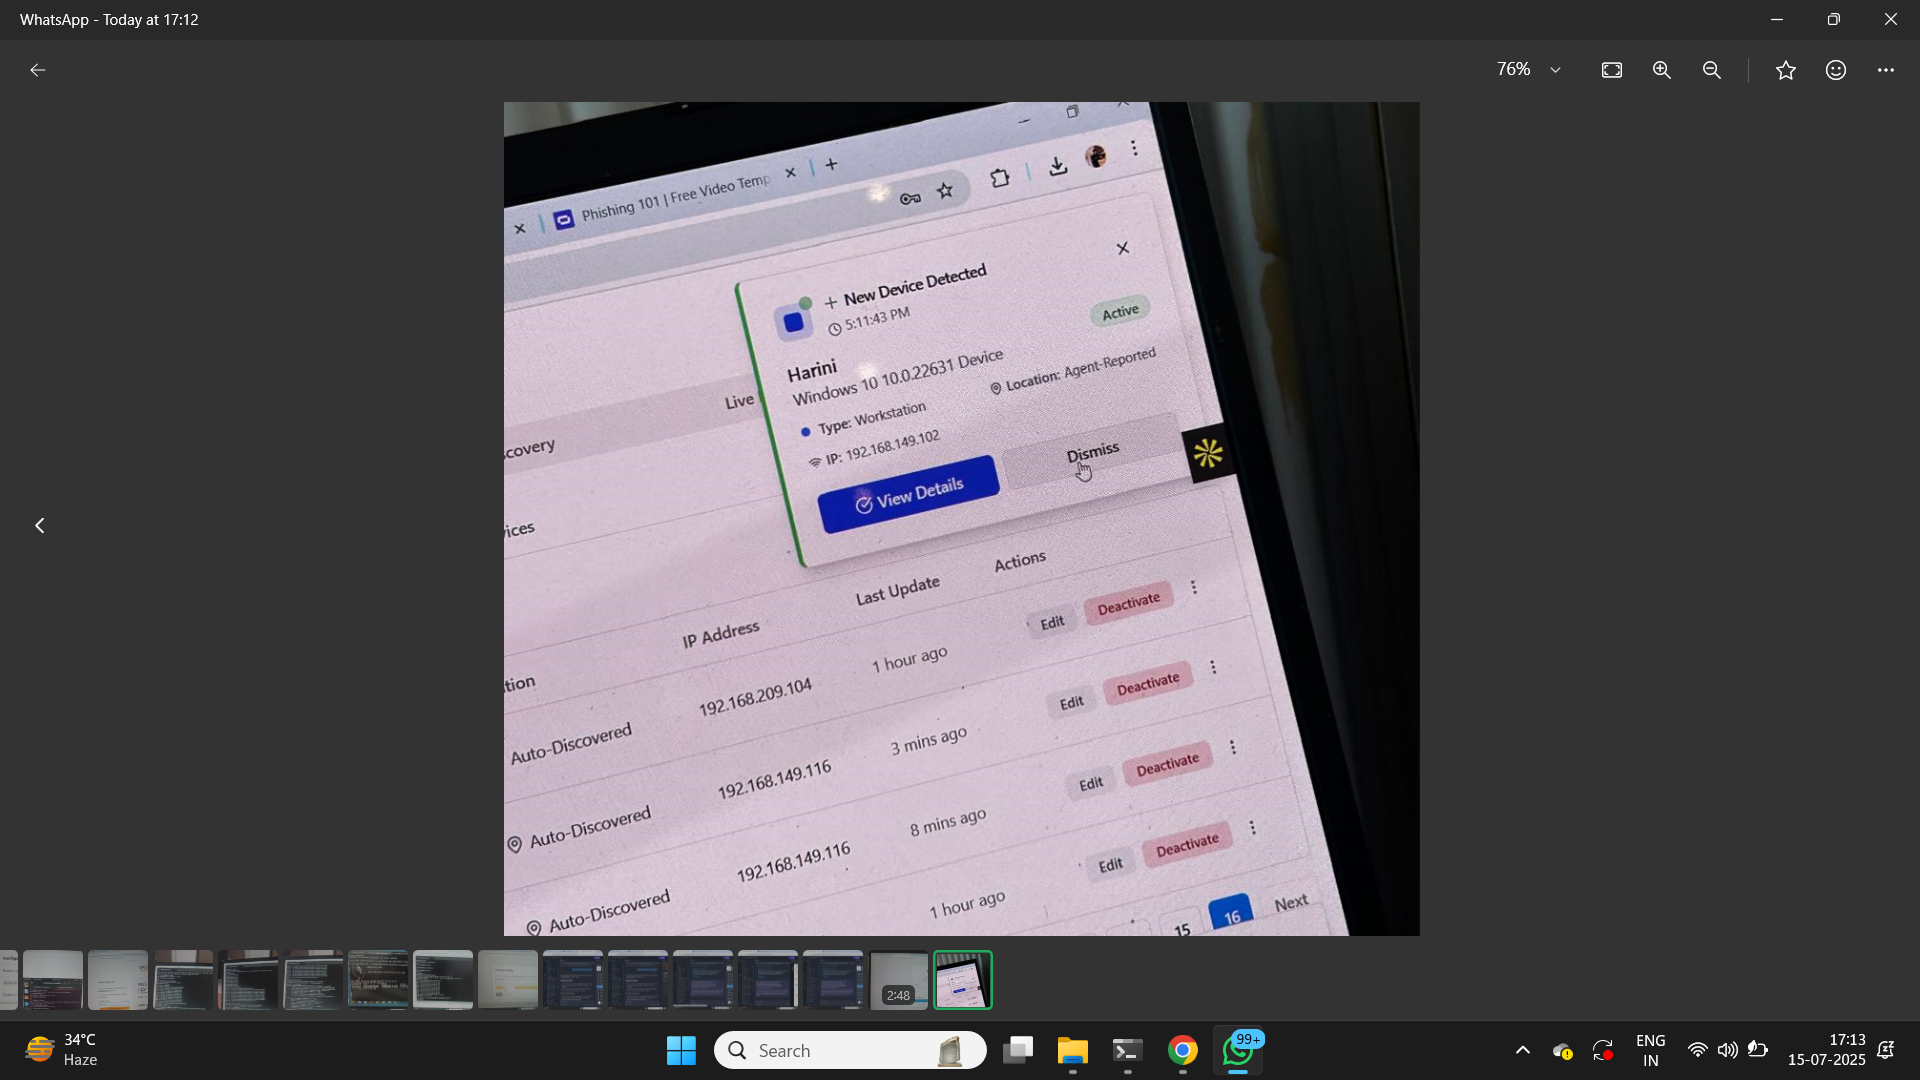 WhatsApp - Today at 17:12
76%
Phishing 101 | Free Video Temp
+ New Device Detected
5:11:43 PM
Active
Harini
Windows 10 10.0.22631 Device
Type: Workstation
Location: Agent-Reported
IP: 192.168.149.102
View Details
Dismiss
Live
scovery
vices
tion
IP Address
Last Update
Actions
Auto-Discovered
192.168.209.104
1 hour ago
Edit
Deactivate
Auto-Discovered
192.168.149.116
3 mins ago
Edit
Deactivate
Auto-Discovered
192.168.149.116
8 mins ago
Edit
Deactivate
1 hour ago
Edit
Deactivate
15
16
Next
2:48
34°C
Haze
Search
99+
ENG
IN
17:13
15-07-2025